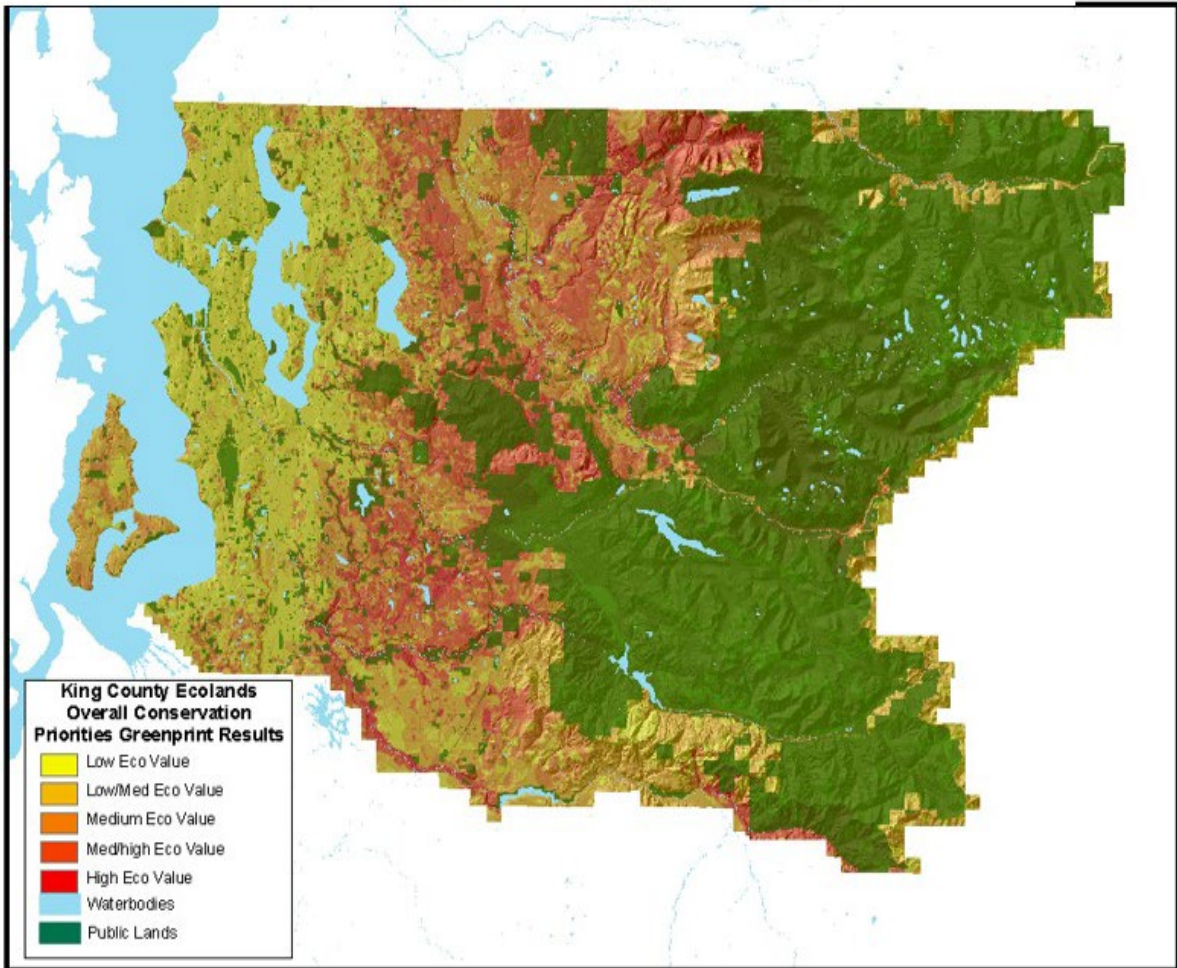 King County Ecolands
Overall Conservation
Priorities Greenprint Results
Low Eco Value
Low/Med Eco Value
Medium Eco Value
Med/high Eco Value
High Eco Value
Waterbodies
Public Lands